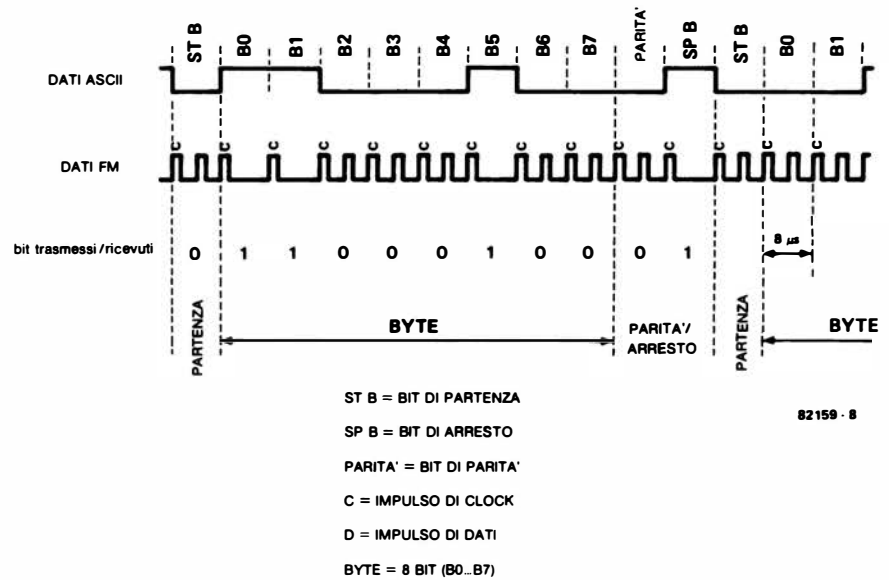 ST B B0 B1 B2 B3 B4 B5 B6 B7 PARITA' SP B ST B B0 B1
DATI ASCII
C C C C C C C C C C C C C C
DATI FM
bit trasmessi/ricevuti 0 1 1 0 0 0 1 0 0 0 1
8 µs
PARTENZA BYTE PARITA'/ PARTENZA BYTE
ARRESTO
ST B = BIT DI PARTENZA
82159 - 8
SP B = BIT DI ARRESTO
PARITA' = BIT DI PARITA'
C = IMPULSO DI CLOCK
D = IMPULSO DI DATI
BYTE = 8 BIT (B0...B7)